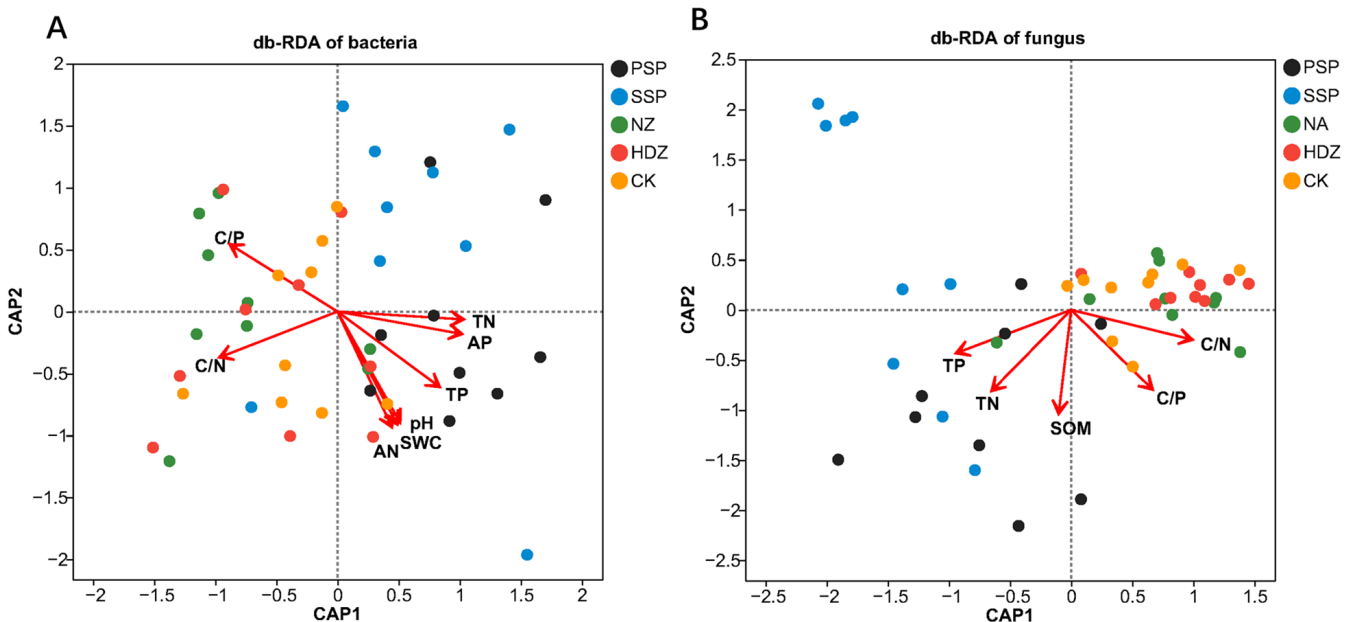 A
db-RDA of bacteria
2
1.5
1
0.5
0
−0.5
−1
−1.5
−2
CAP2
−2
−1.5
−1
−0.5
0
0.5
1
1.5
2
CAP1
C/P
C/N
TN
AP
TP
pH
SWC
AN
PSP
SSP
NZ
HDZ
CK
B
db-RDA of fungus
2.5
2
1.5
1
0.5
0
−0.5
−1
−1.5
−2
−2.5
CAP2
−2.5
−2
−1.5
−1
−0.5
0
0.5
1
1.5
CAP1
TP
TN
SOM
C/P
C/N
PSP
SSP
NA
HDZ
CK